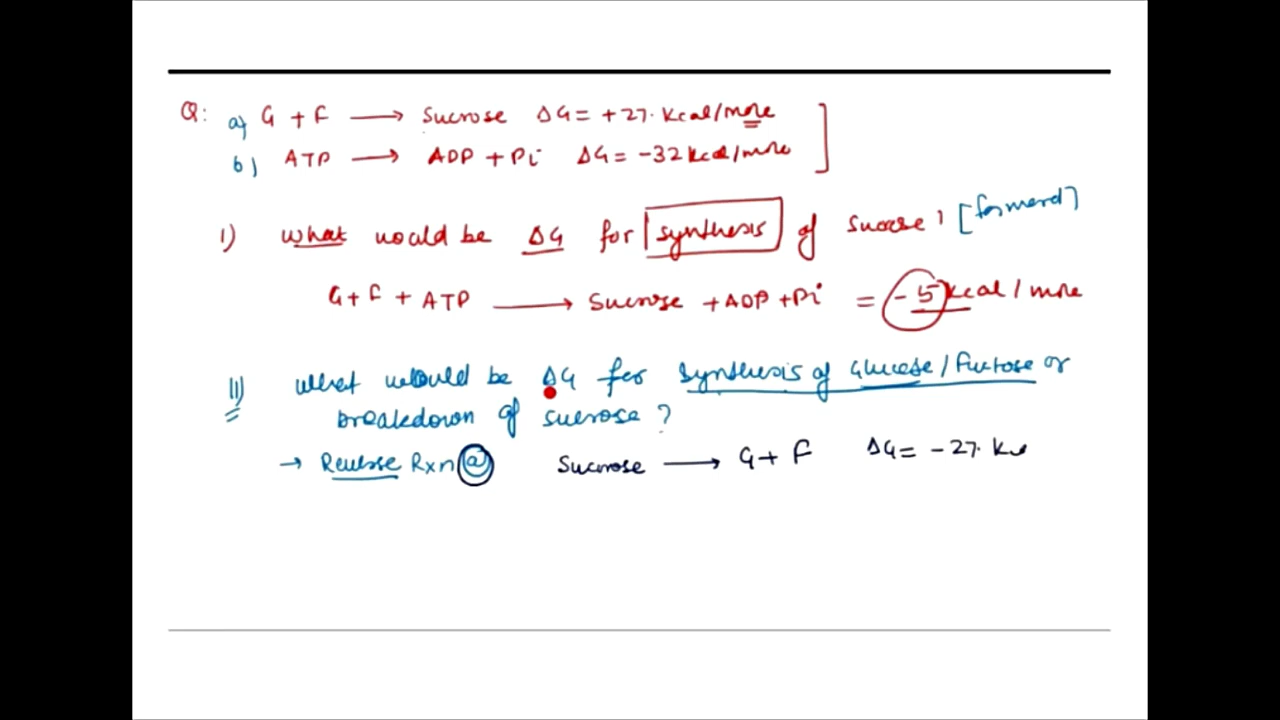 Q: a) G + F ⟶ Sucrose ΔG = +27. Kcal/mole
b) ATP ⟶ ADP + Pi ΔG = -32 kcal/mole
1) What would be ΔG for synthesis of sucrose? [forward]
G + F + ATP ⟶ Sucrose + ADP + Pi = -5 kcal/mole
11) What would be ΔG for synthesis of Glucose/fructose or
breakdown of sucrose?
→ Reverse Rxn a Sucrose ⟶ G + F ΔG = -27. Kc